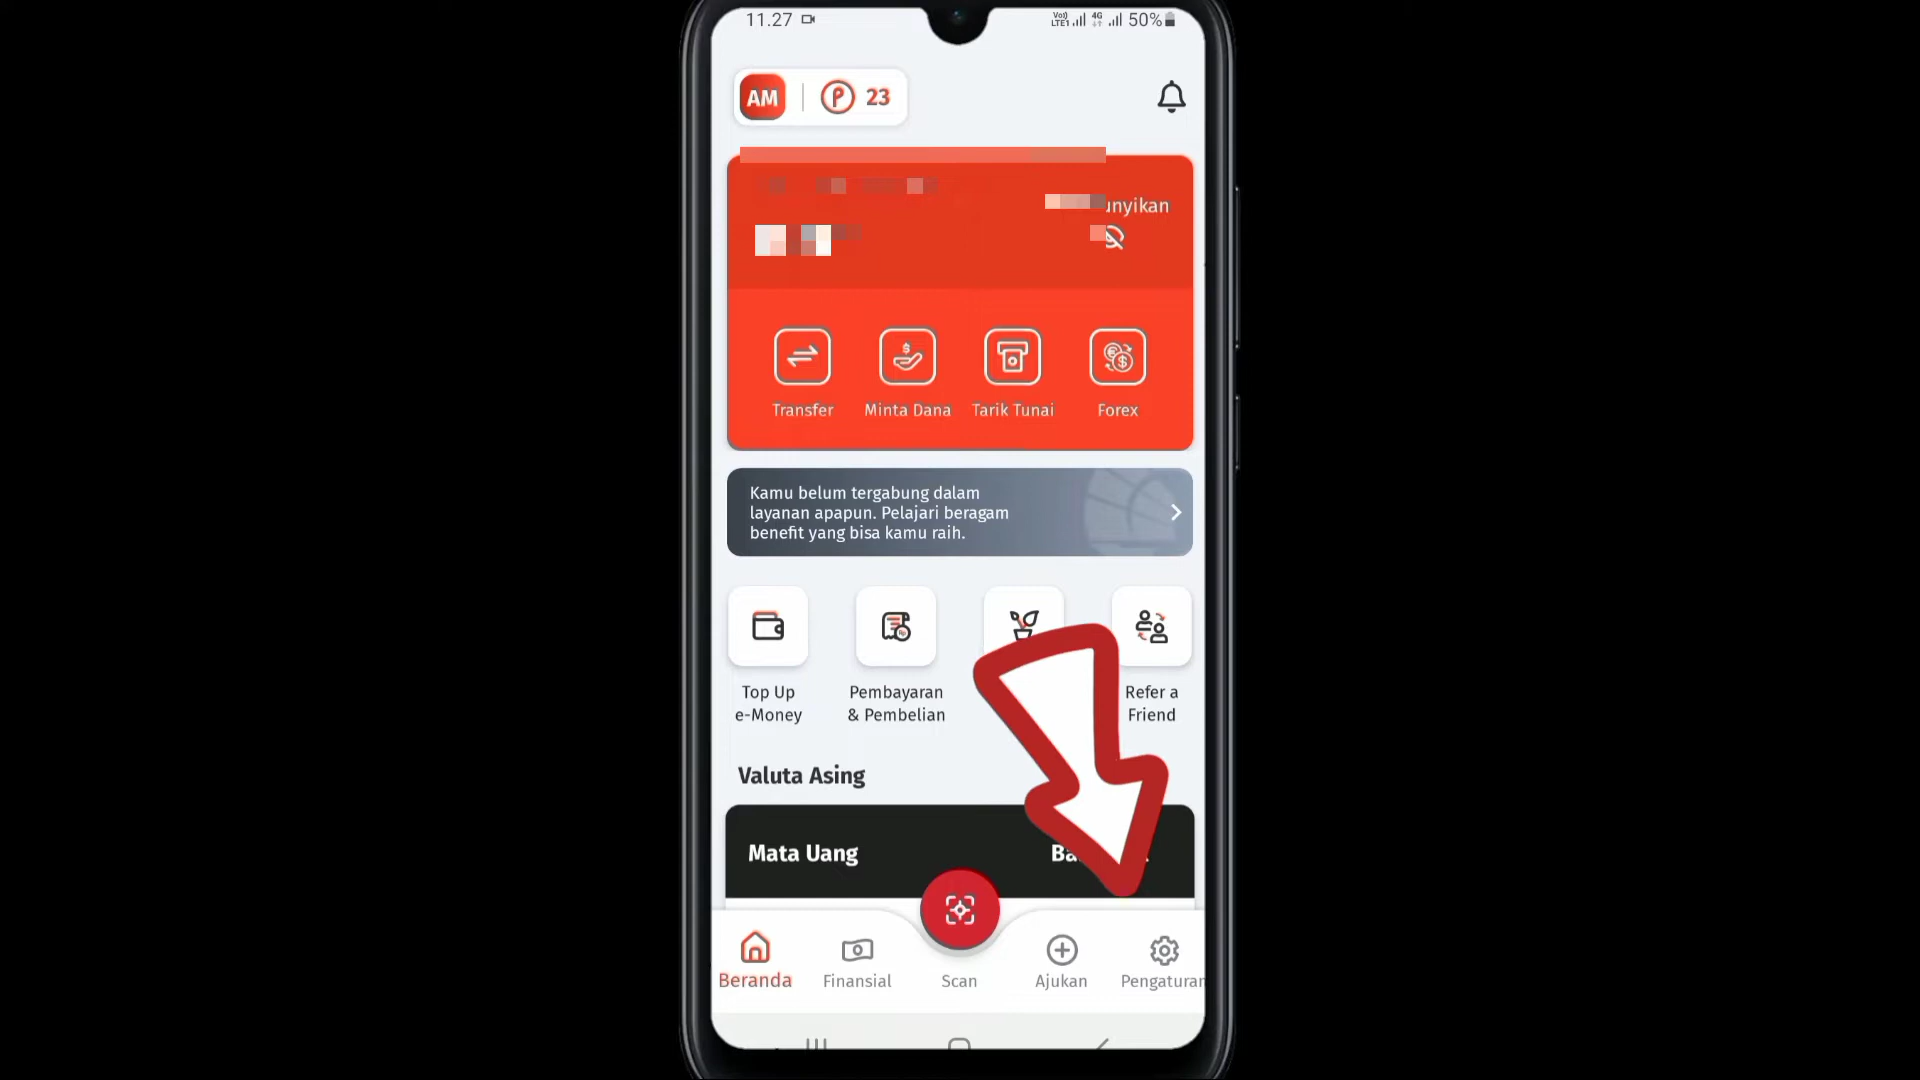 11.27
50%
AM
23
Transfer
Minta Dana
Tarik Tunai
Forex
Kamu belum tergabung dalam
layanan apapun. Pelajari beragam
benefit yang bisa kamu raih.
Top Up
e-Money
Pembayaran
& Pembelian
Refer a
Friend
Valuta Asing
Mata Uang
Beranda
Finansial
Scan
Ajukan
Pengaturan